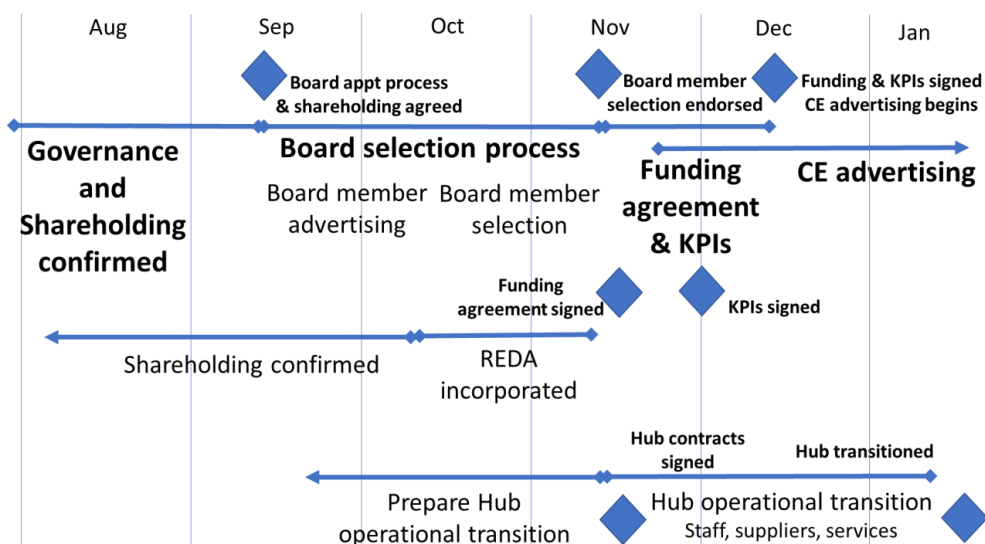 Aug
Sep
Oct
Nov
Dec
Jan
Board appt process
& shareholding agreed
Board member
selection endorsed
Funding & KPIs signed
CE advertising begins
Governance
and
Shareholding
confirmed
Board selection process
Board member
advertising
Board member
selection
Funding
agreement
& KPIs
CE advertising
Funding
agreement signed
KPIs signed
Shareholding confirmed
REDA
incorporated
Hub contracts
signed
Hub transitioned
Prepare Hub
operational transition
Hub operational transition
Staff, suppliers, services